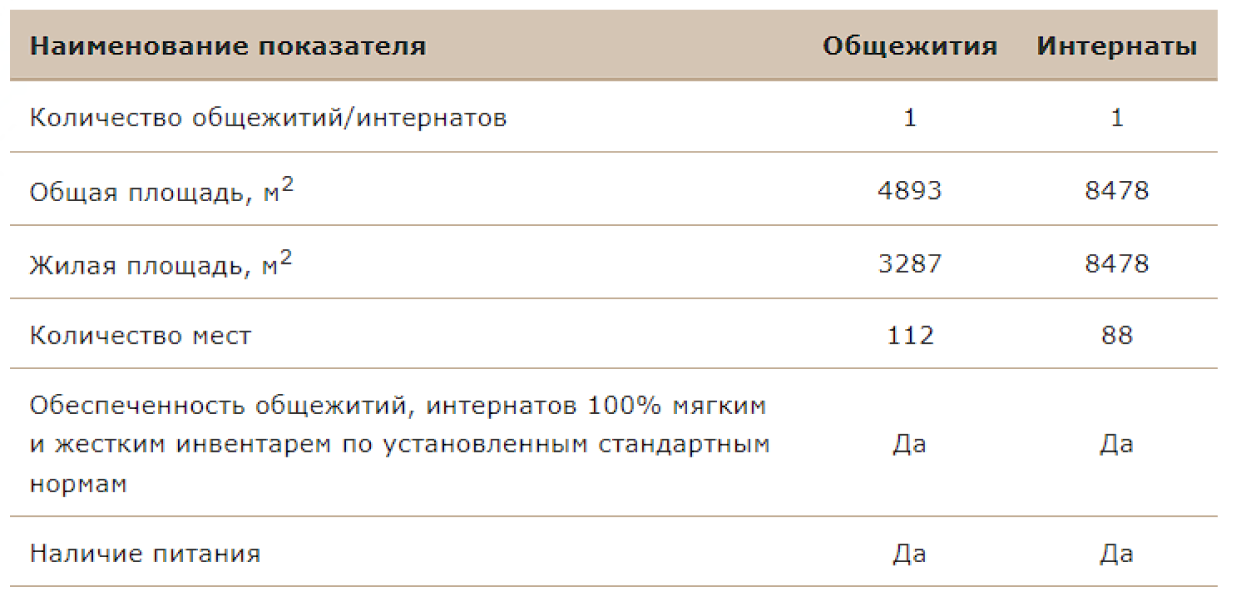 Наименование показателя Общежития Интернаты
Количество общежитий/интернатов 1 1
Общая площадь, м² 4893 8478
Жилая площадь, м² 3287 8478
Количество мест 112 88
Обеспеченность общежитий, интернатов 100% мягким
и жестким инвентарем по установленным стандартным Да Да
нормам
Наличие питания Да Да